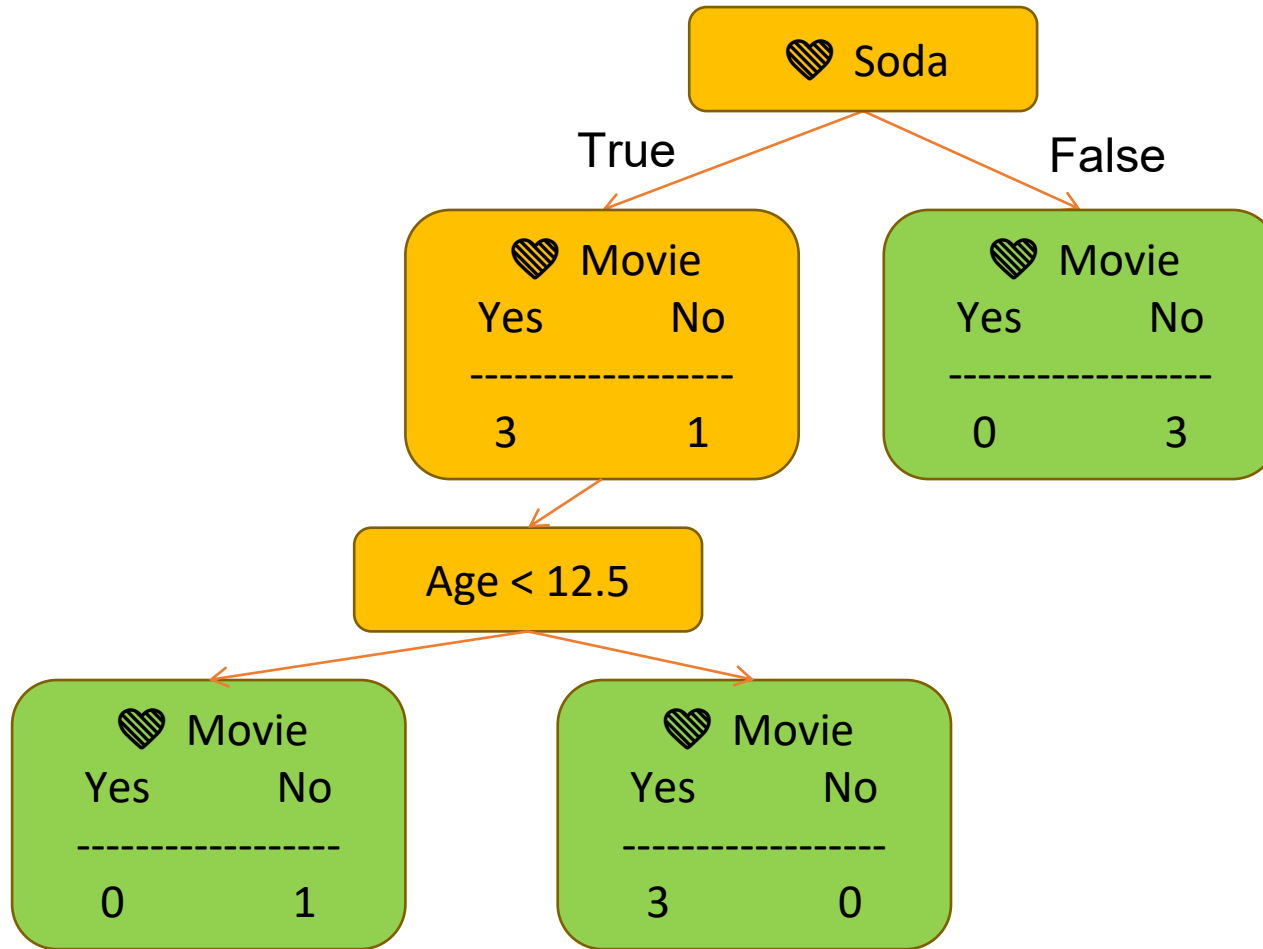 ♥ Soda
True
False
♥ Movie
Yes No
------------------
3 1
♥ Movie
Yes No
------------------
0 3
Age < 12.5
♥ Movie
Yes No
------------------
0 1
♥ Movie
Yes No
------------------
3 0